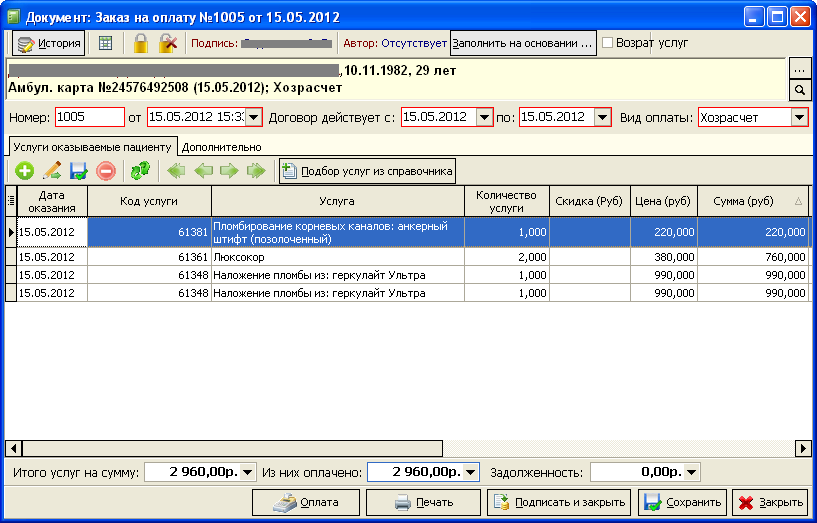 Документ: Заказ на оплату №1005 от 15.05.2012
История Подпись: Автор: Отсутствует Заполнить на основании ... Возрат услуг
, 10.11.1982, 29 лет ...
Амбул. карта №24576492508 (15.05.2012); Хозрасчет
Номер: 1005 от 15.05.2012 15:33 Договор действует с: 15.05.2012 по: 15.05.2012 Вид оплаты: Хозрасчет
Услуги оказываемые пациенту Дополнительно
Подбор услуг из справочника
Дата оказания Код услуги Услуга Количество услуги Скидка (Руб) Цена (руб) Сумма (руб)
15.05.2012 61381 Пломбирование корневых каналов: анкерный штифт (позолоченный) 1,000 220,000 220,000
15.05.2012 61361 Люксокор 2,000 380,000 760,000
15.05.2012 61348 Наложение пломбы из: геркулайт Ультра 1,000 990,000 990,000
15.05.2012 61348 Наложение пломбы из: геркулайт Ультра 1,000 990,000 990,000
Итого услуг на сумму: 2 960,00р. Из них оплачено: 2 960,00р. Задолженность: 0,00р.
Оплата Печать Подписать и закрыть Сохранить Закрыть